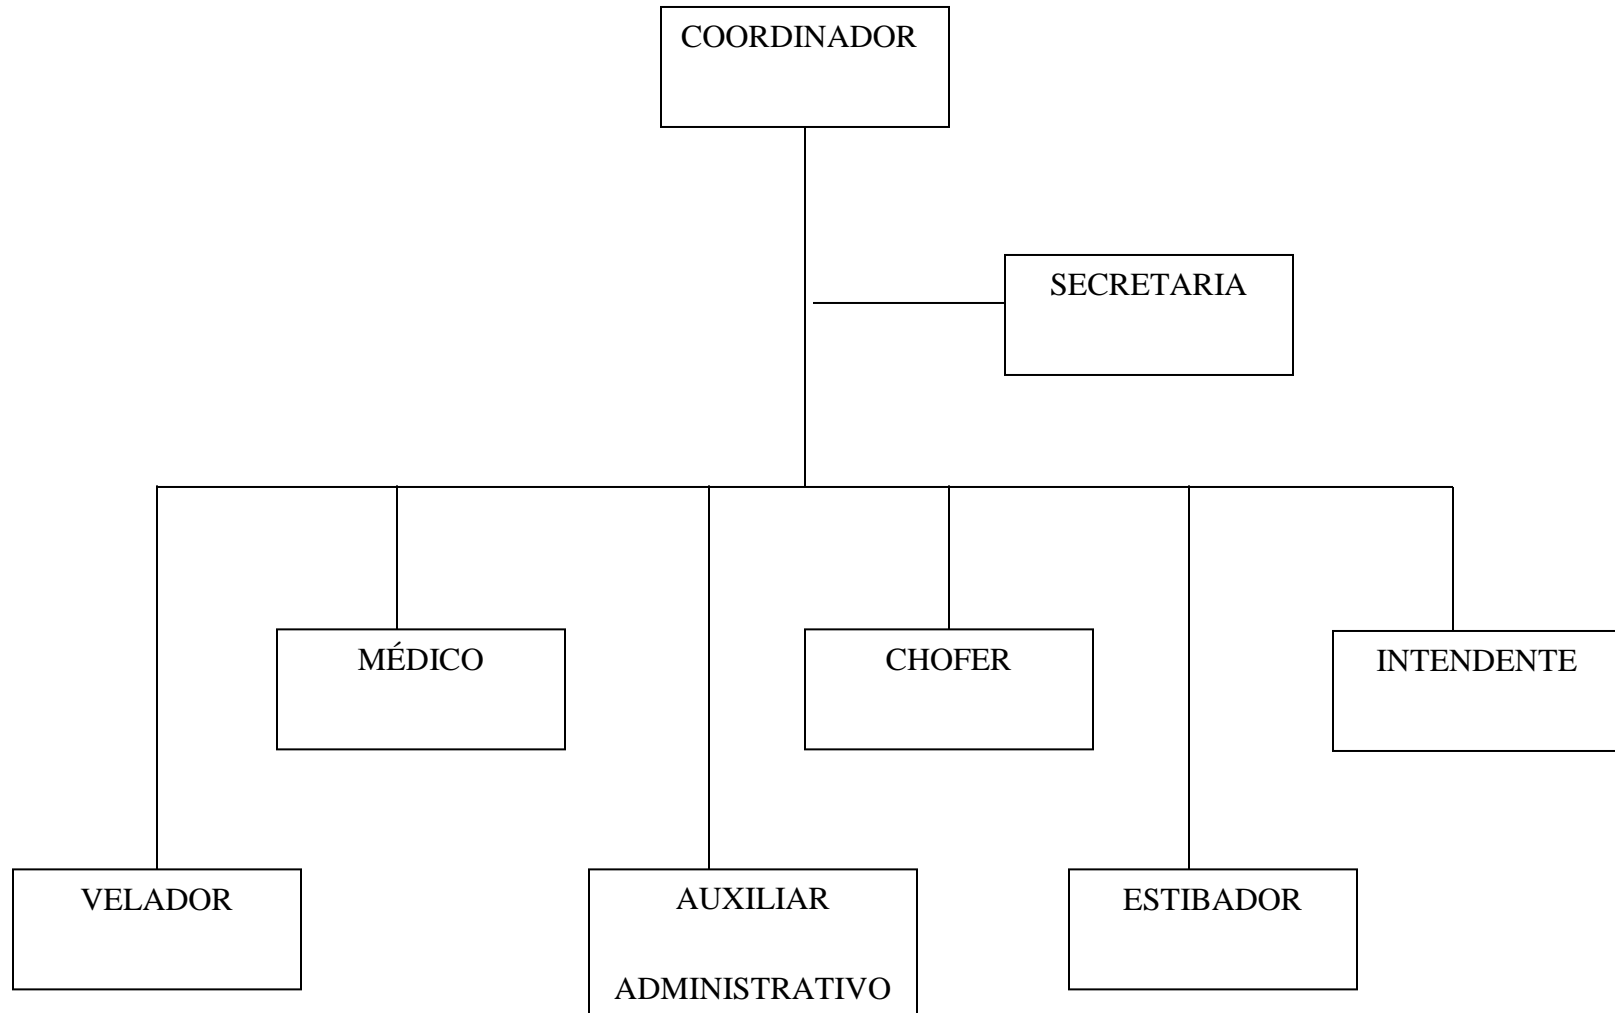 COORDINADOR
SECRETARIA
MÉDICO
CHOFER
INTENDENTE
VELADOR
AUXILIAR
ADMINISTRATIVO
ESTIBADOR